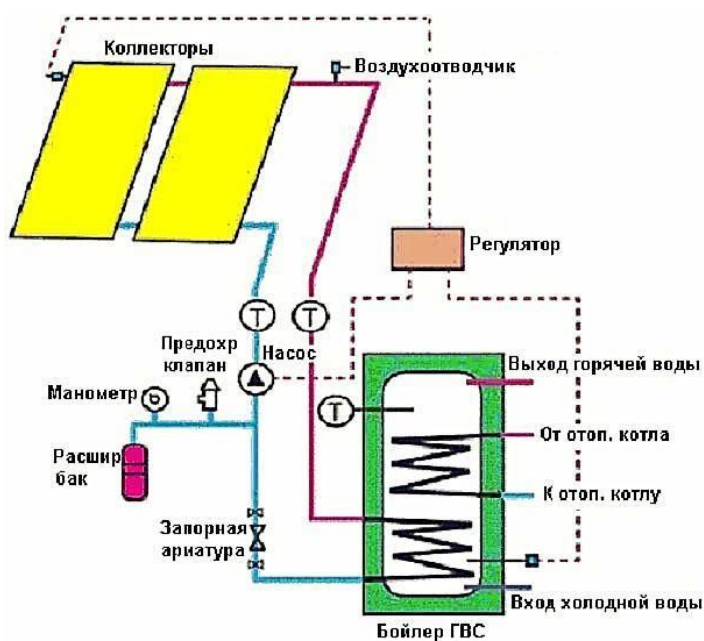 Коллекторы
Воздухоотводчик
Регулятор
T
T
Предохр
клапан
Насос
Манометр
Выход горячей воды
T
От отоп. котла
Расшир
бак
К отоп. котлу
Запорная
ариатура
Вход холодной воды
Бойлер ГВС